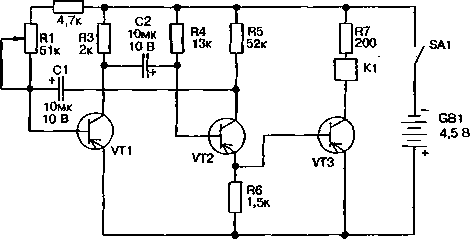 4,7к
R1
51к
R3
2к
C2
10мк
10 В
R4
13к
R5
52к
R7
200
SA1
K1
C1
+
10мк
10 В
+
VT1
VT2
VT3
R6
1,5к
GB1
4,5 В
−
+